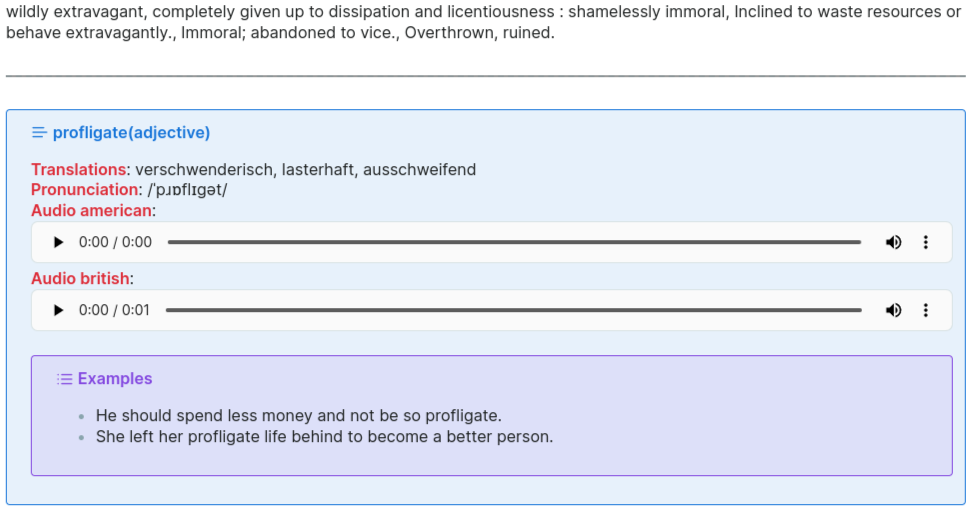 wildly extravagant, completely given up to dissipation and licentiousness : shamelessly immoral, Inclined to waste resources or
behave extravagantly., Immoral; abandoned to vice., Overthrown, ruined.
profligate(adjective)
Translations: verschwenderisch, lasterhaft, ausschweifend
Pronunciation: /ˈpɹɒflɪɡət/
Audio american:
0:00 / 0:00
Audio british:
0:00 / 0:01
Examples
• He should spend less money and not be so profligate.
• She left her profligate life behind to become a better person.